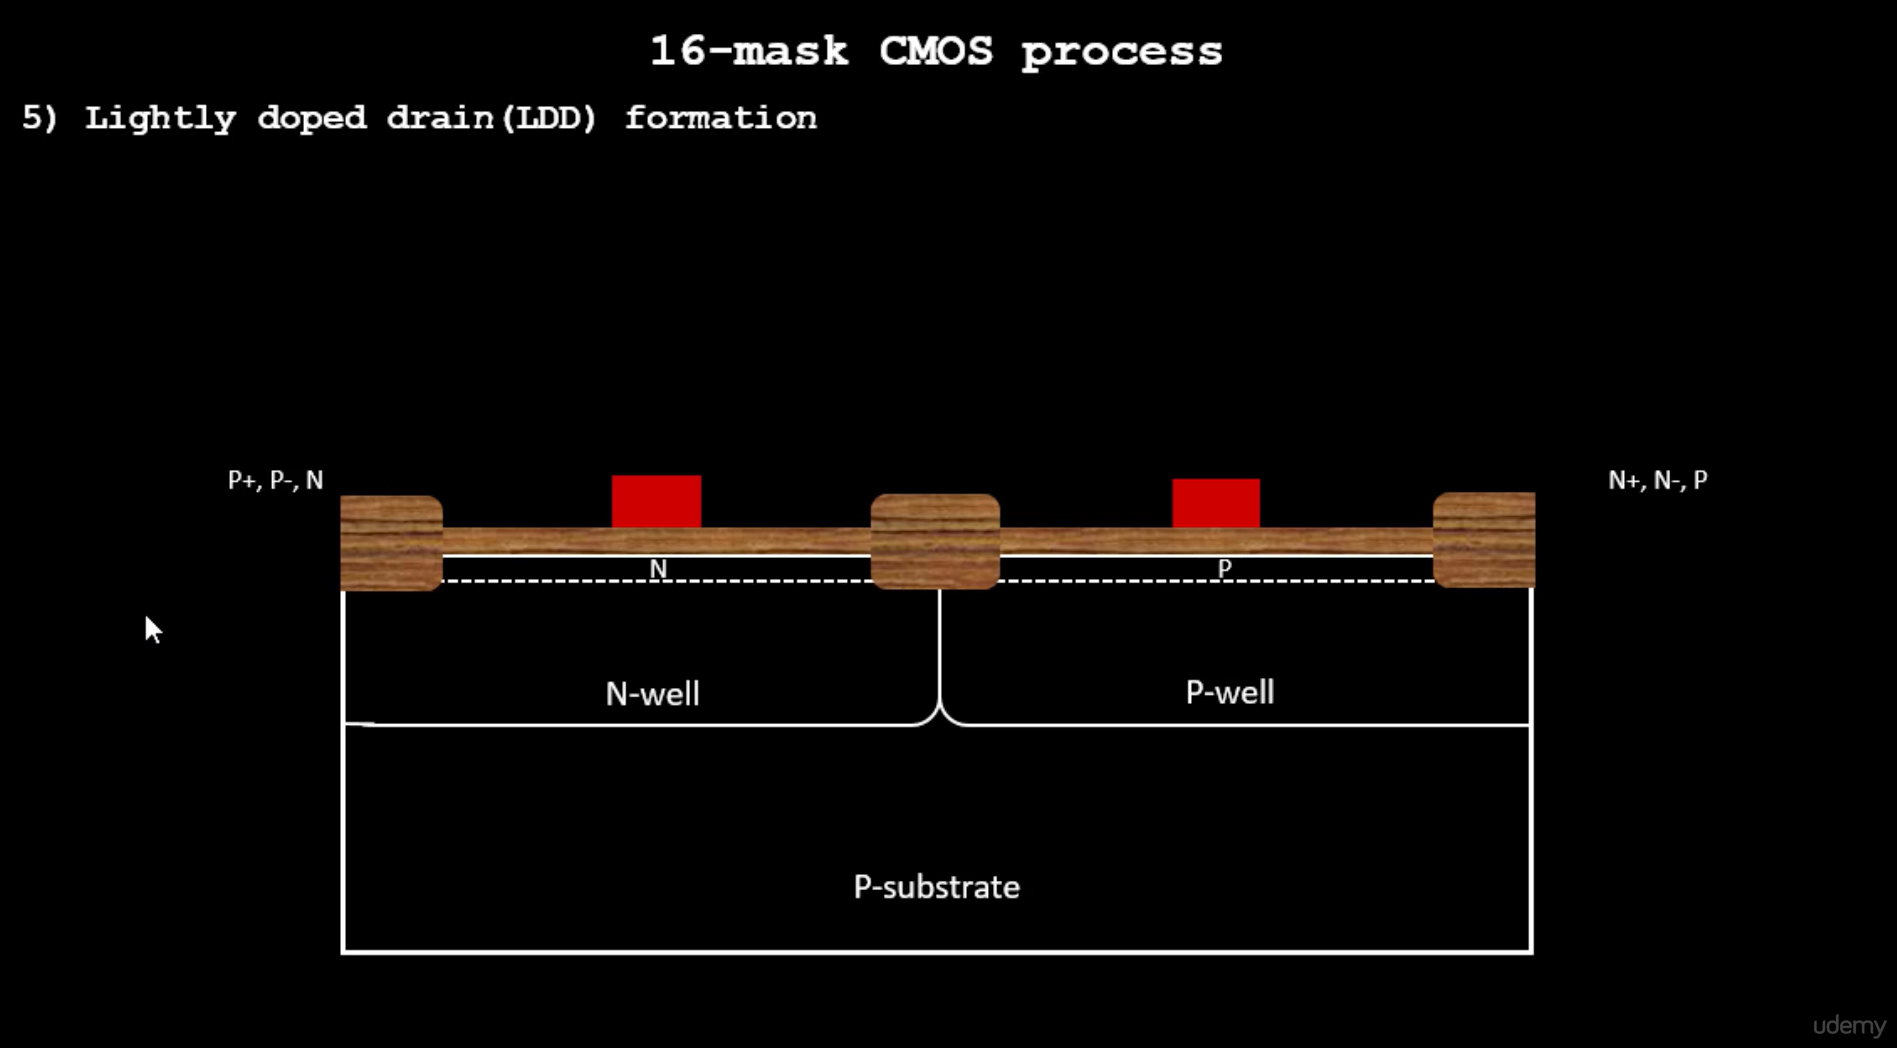 16-mask CMOS process
5) Lightly doped drain(LDD) formation
P+, P-, N
N+, N-, P
N
P
N-well
P-well
P-substrate
udemy